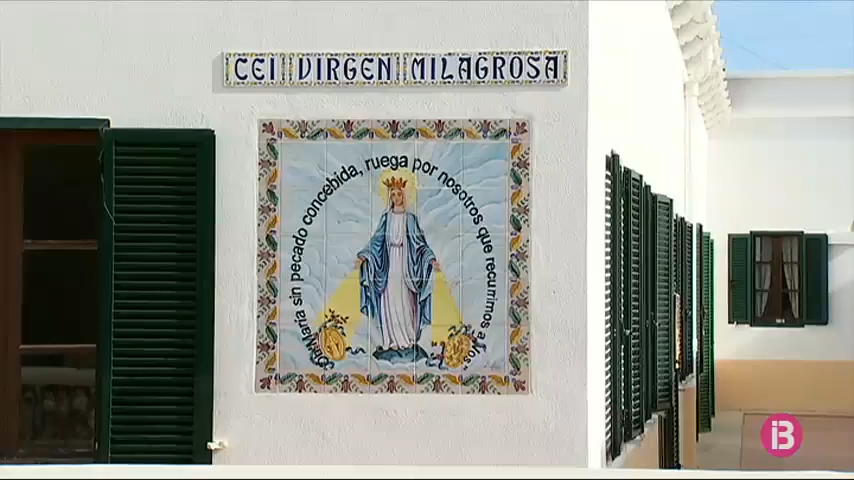 CEI VIRGEN MILAGROSA
¡Oh María sin pecado concebida, ruega por nosotros que recurrimos a Vos"
iB